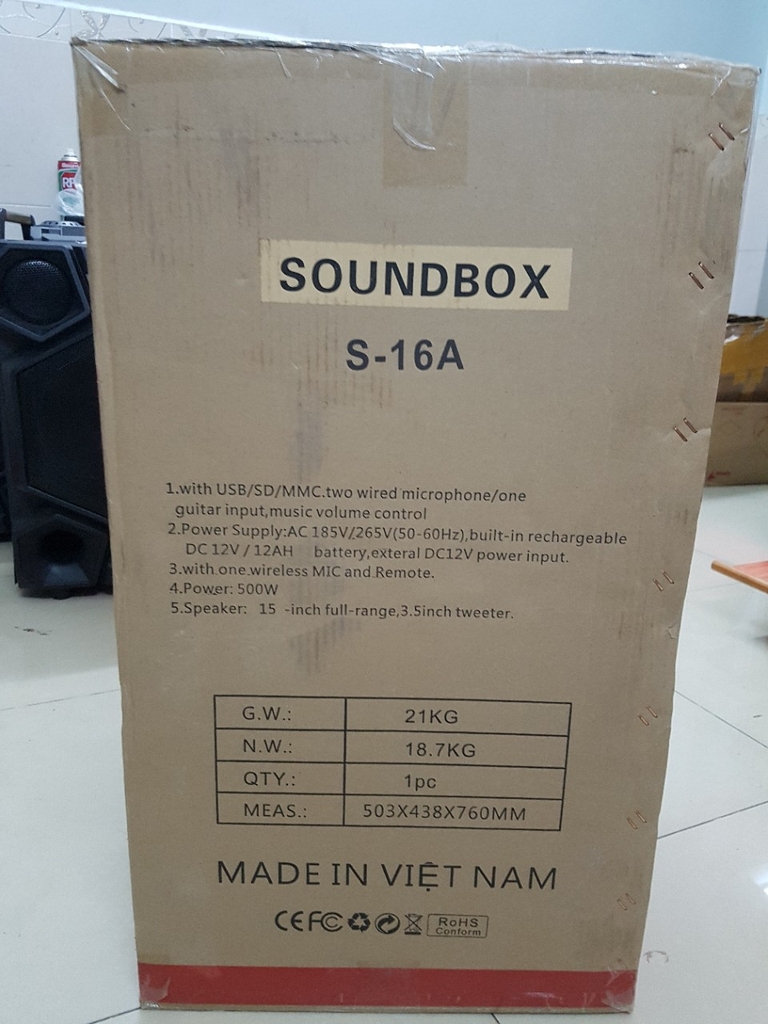 SOUNDBOX
S-16A
1.with USB/SD/MMC.two wired microphone/one
guitar input,music volume control
2.Power Supply:AC 185V/265V(50-60Hz),built-in rechargeable
DC 12V / 12AH battery,exteral DC12V power input.
3.with one wireless MIC and Remote.
4.Power: 500W
5.Speaker: 15 -inch full-range,3.5inch tweeter.
G.W.: 21KG
N.W.: 18.7KG
QTY.: 1pc
MEAS.: 503X438X760MM
MADE IN VIỆT NAM
CE FC RoHS
Conform